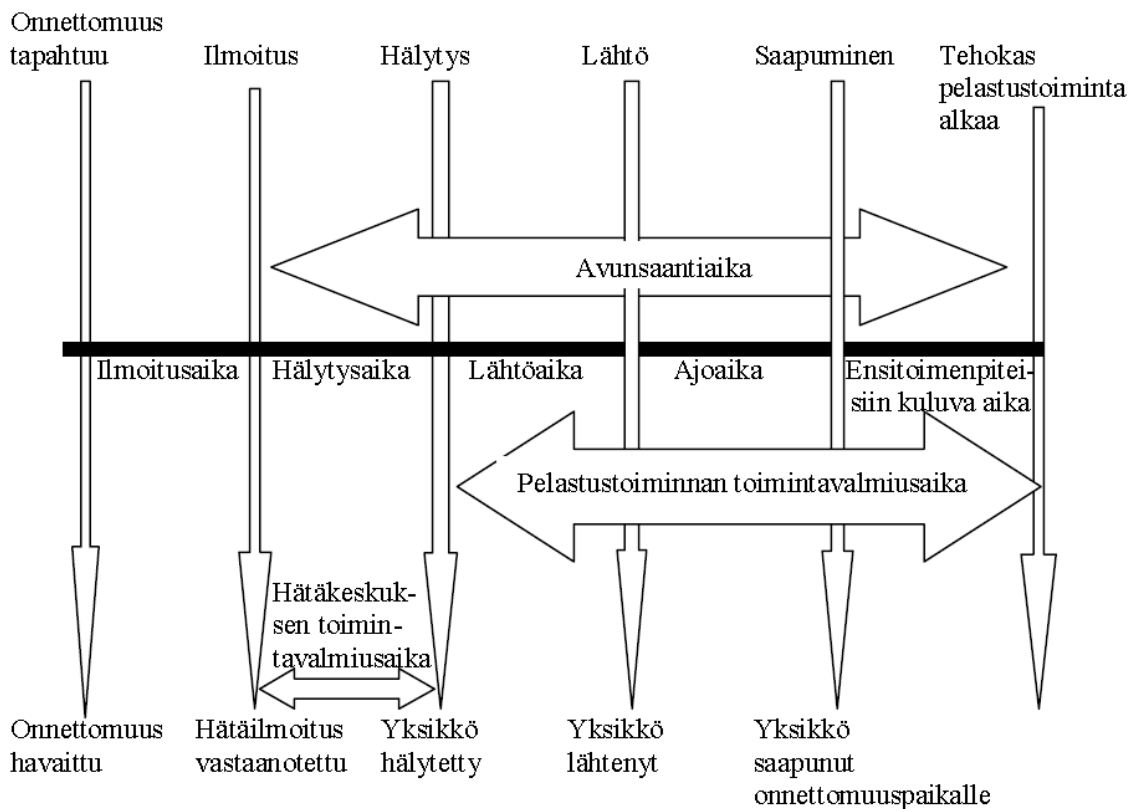 Onnettomuus
tapahtuu
Ilmoitus
Hälytys
Lähtö
Saapuminen
Tehokas
pelastustoiminta
alkaa
Avunsaantiaika
Ilmoitusaika
Hälytysaika
Lähtöaika
Ajoaika
Ensitoimenpitei-
siin kuluva aika
Pelastustoiminnan toimintavalmiusaika
Hätäkeskuk-
sen toimin-
tavalmiusaika
Onnettomuus
havaittu
Hätäilmoitus
vastaanotettu
Yksikkö
hälytetty
Yksikkö
lähtenyt
Yksikkö
saapunut
onnettomuuspaikalle